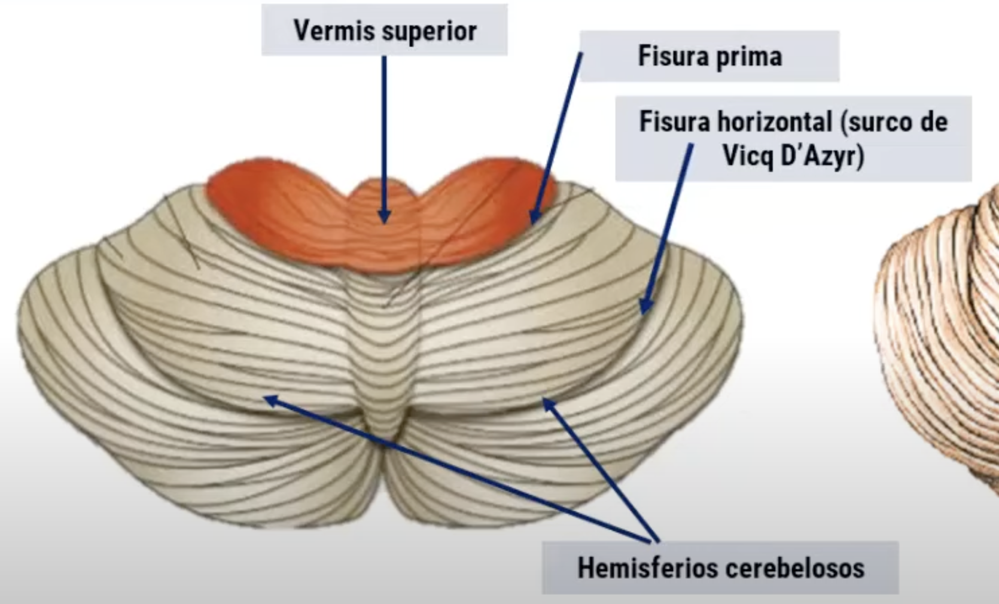 Vermis superior
Fisura prima
Fisura horizontal (surco de
Vicq D’Azyr)
Hemisferios cerebelosos